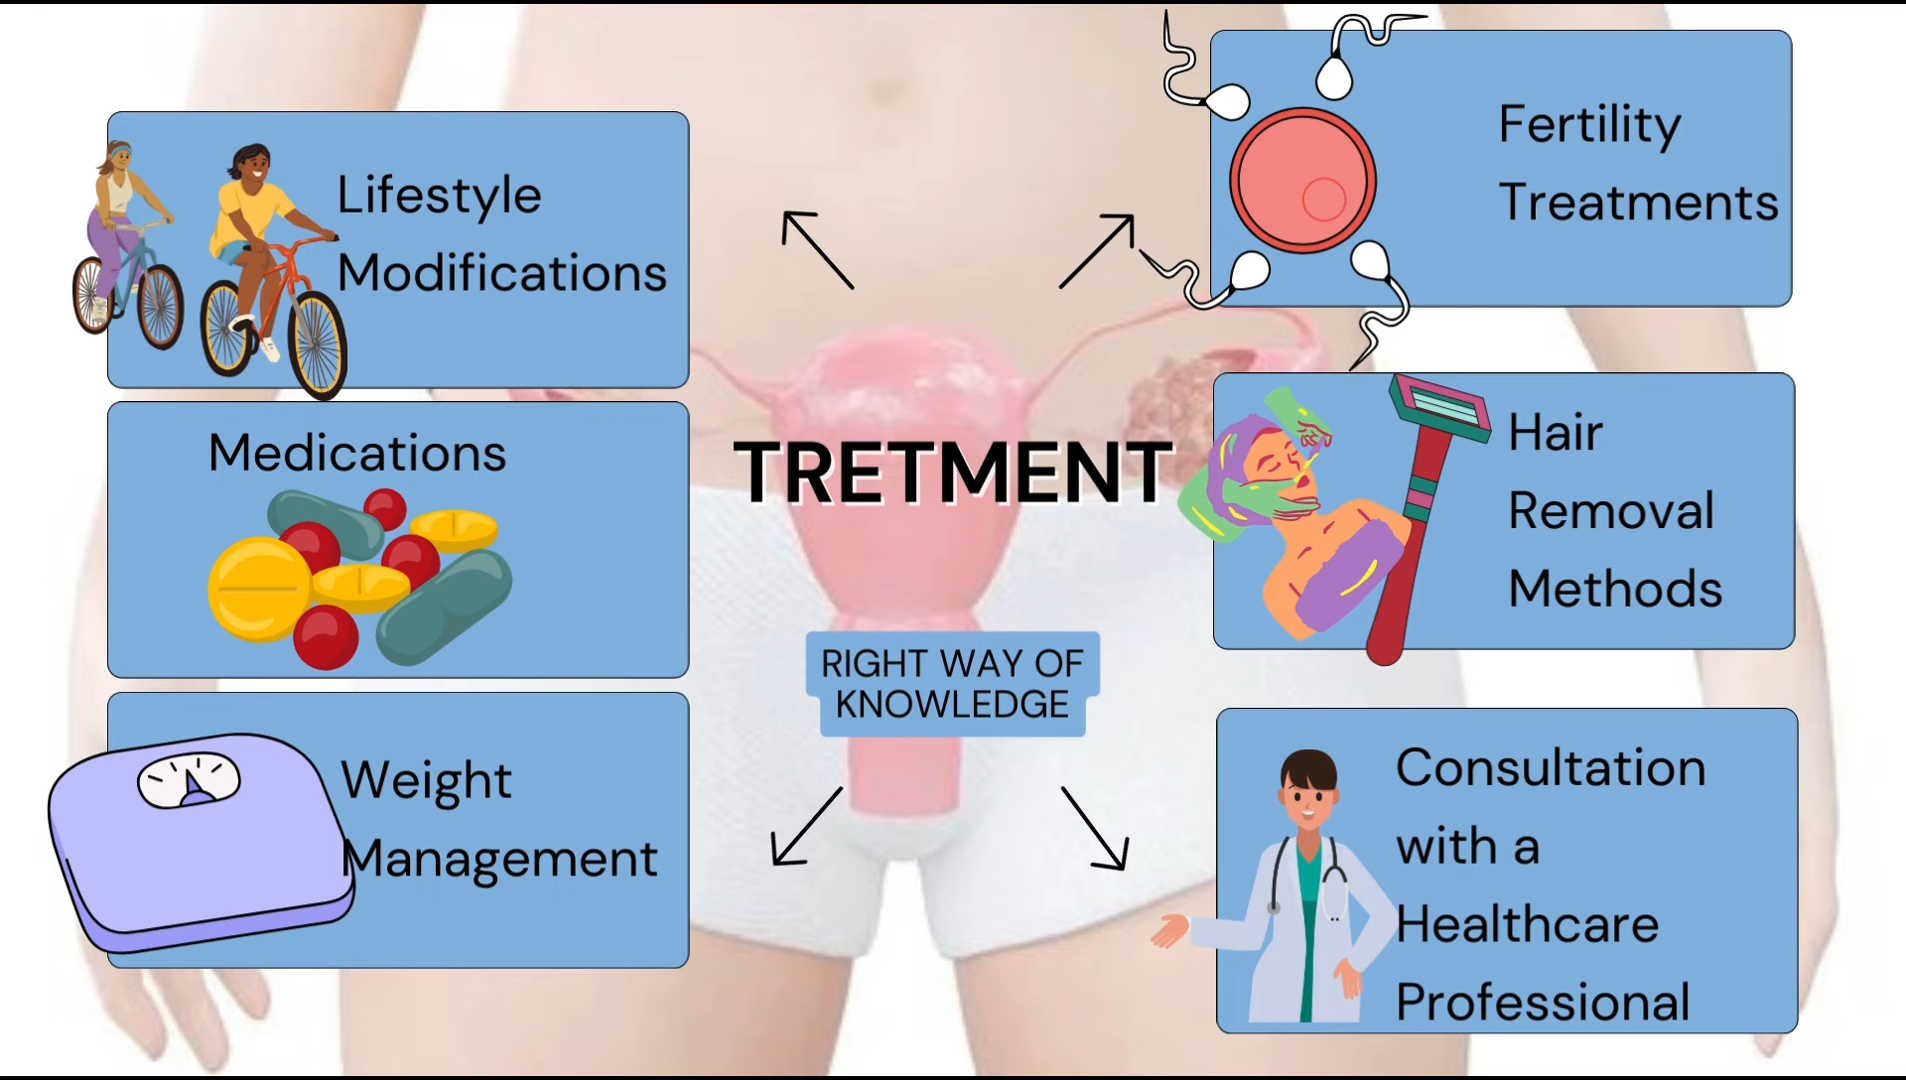 Lifestyle
Modifications
Medications
Weight
Management
TRETMENT
RIGHT WAY OF
KNOWLEDGE
Fertility
Treatments
Hair
Removal
Methods
Consultation
with a
Healthcare
Professional